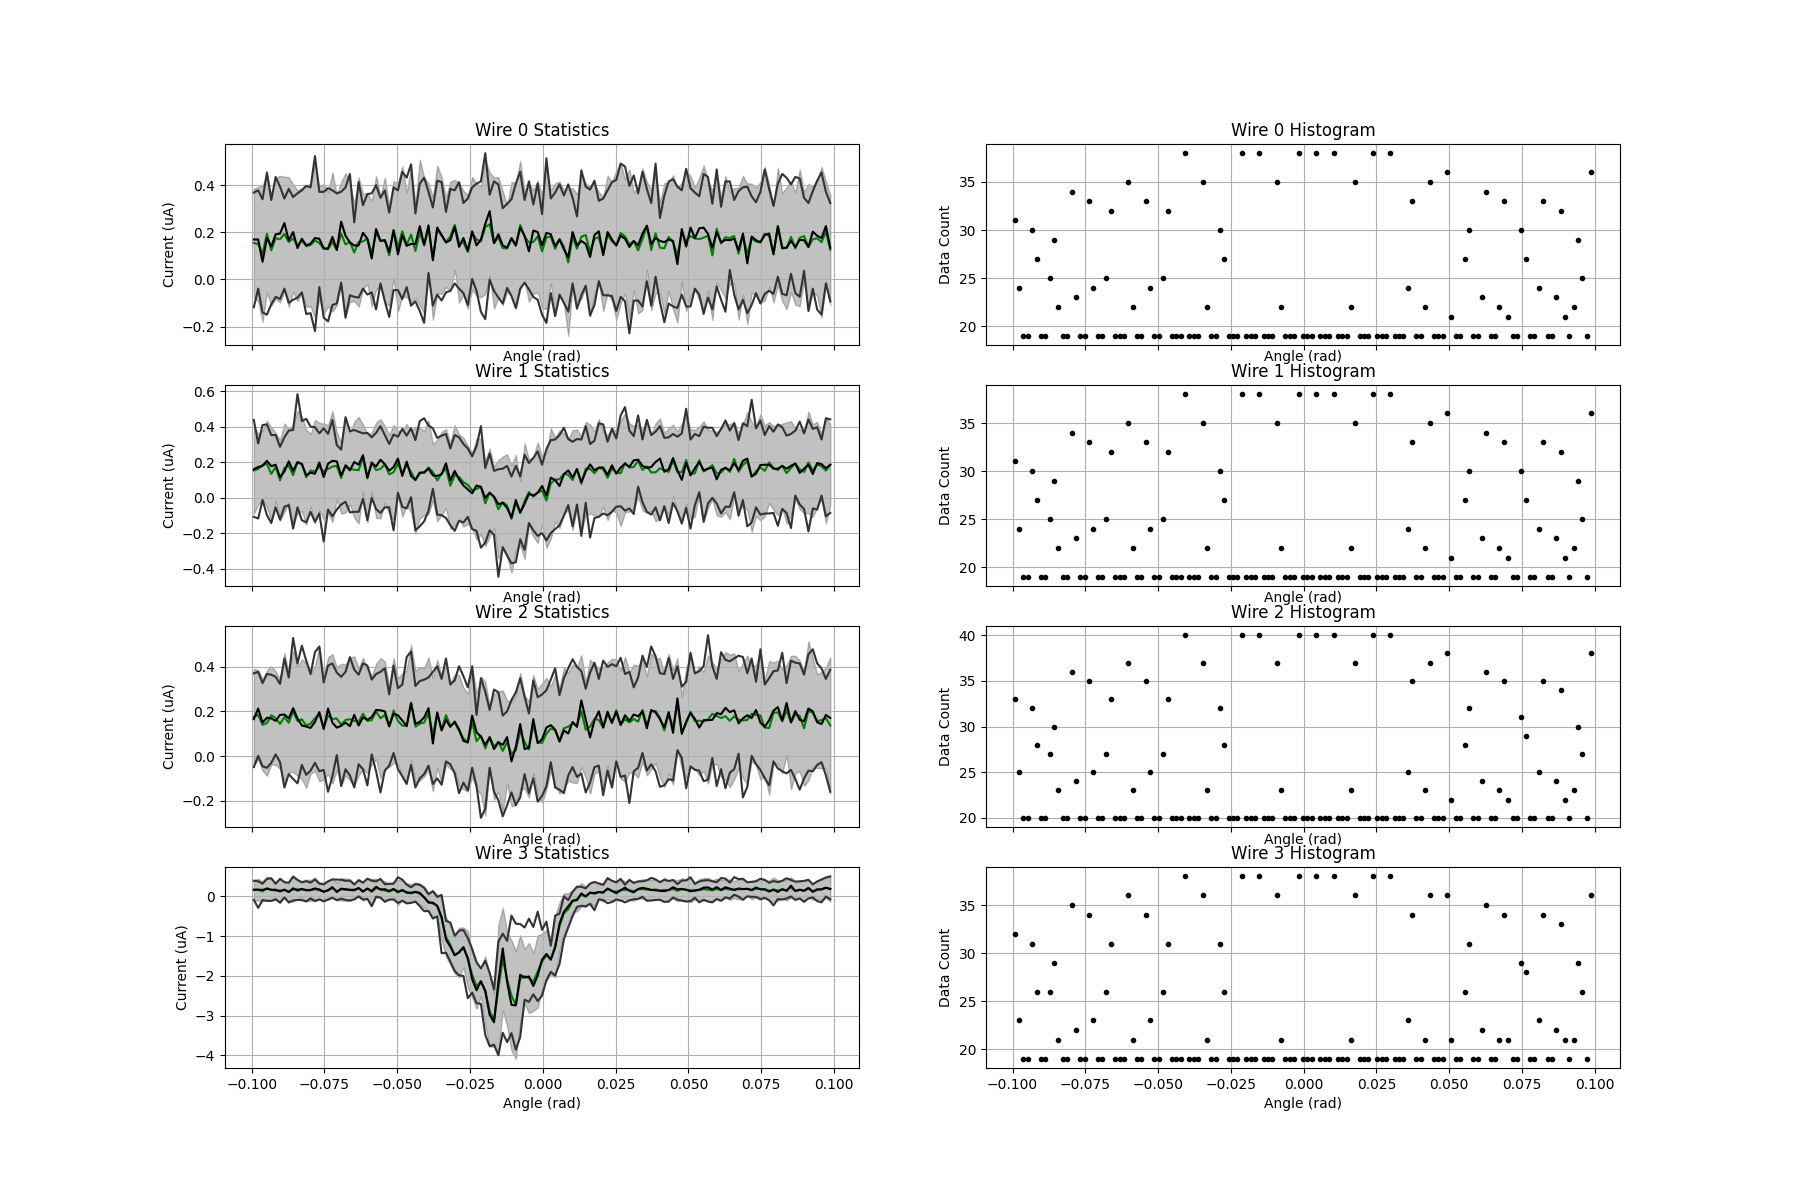 Wire 0 Statistics
Current (uA)
0.4
0.2
0.0
−0.2
Angle (rad)
Wire 0 Histogram
Data Count
35
30
25
20
Angle (rad)
Wire 1 Statistics
Current (uA)
0.6
0.4
0.2
0.0
−0.2
−0.4
Angle (rad)
Wire 1 Histogram
Data Count
35
30
25
20
Angle (rad)
Wire 2 Statistics
Current (uA)
0.4
0.2
0.0
−0.2
Angle (rad)
Wire 2 Histogram
Data Count
40
35
30
25
20
Angle (rad)
Wire 3 Statistics
Current (uA)
0
−1
−2
−3
−4
−0.100 −0.075 −0.050 −0.025 0.000 0.025 0.050 0.075 0.100
Angle (rad)
Wire 3 Histogram
Data Count
35
30
25
20
−0.100 −0.075 −0.050 −0.025 0.000 0.025 0.050 0.075 0.100
Angle (rad)